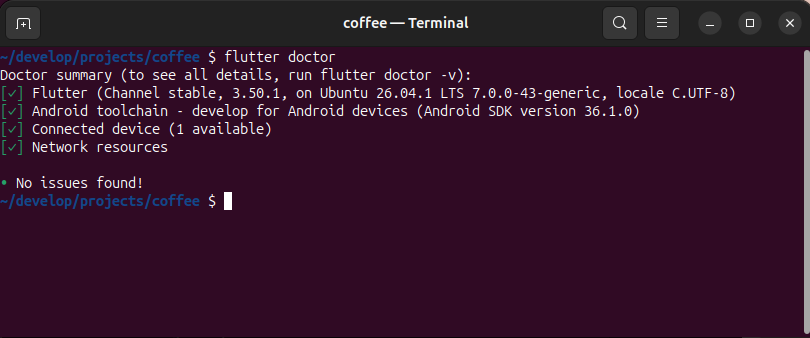 coffee — Terminal
~/develop/projects/coffee $ flutter doctor
Doctor summary (to see all details, run flutter doctor -v):
[✓] Flutter (Channel stable, 3.50.1, on Ubuntu 26.04.1 LTS 7.0.0-43-generic, locale C.UTF-8)
[✓] Android toolchain - develop for Android devices (Android SDK version 36.1.0)
[✓] Connected device (1 available)
[✓] Network resources
• No issues found!
~/develop/projects/coffee $